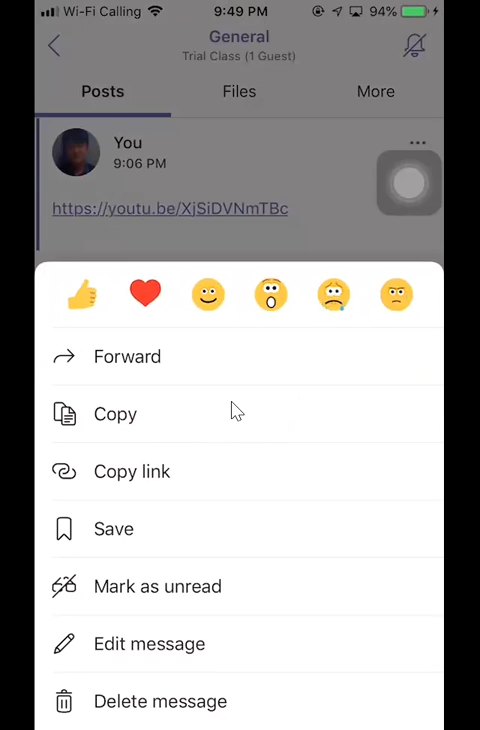 Wi-Fi Calling 9:49 PM 94%
General
Trial Class (1 Guest)
Posts Files More
You
9:06 PM
https://youtu.be/XjSiDVNmTBc
Forward
Copy
Copy link
Save
Mark as unread
Edit message
Delete message